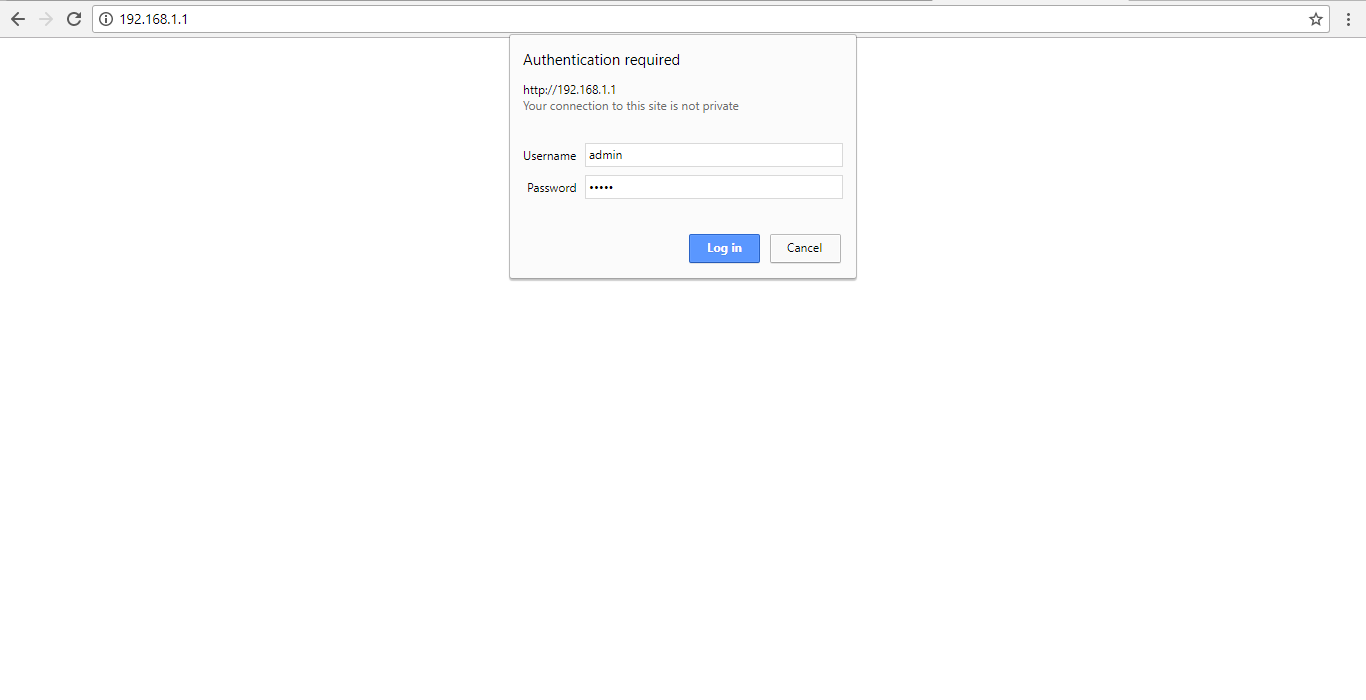 192.168.1.1
Authentication required
http://192.168.1.1
Your connection to this site is not private
Username admin
Password •••••
Log in Cancel